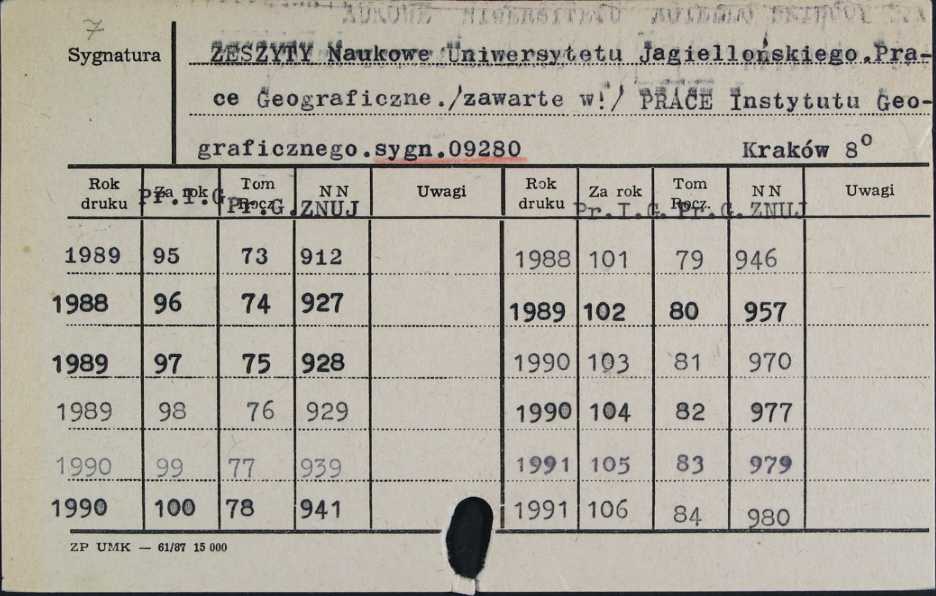 7
Sygnatura ZESZYTY Naukowe Uniwersytetu Jagiellońskiego.Pra-
ce Geograficzne./zawarte w!/ PRACE Instytutu Geo-
graficznego.sygn.09280 Kraków 8°
Rok druku Za rok Tom Rocz. NN Uwagi Rok druku Za rok Tom Rocz. NN Uwagi
Pr.I.G. Pr.G. ZNUJ Pr.I.G. Pr.G. ZNUJ
1989 95 73 912 1988 101 79 946
1988 96 74 927 1989 102 80 957
1989 97 75 928 1990 103 81 970
1989 98 76 929 1990 104 82 977
1990 99 77 939 1991 105 83 979
1990 100 78 941 1991 106 84 980
ZP UMK — 61/87 15 000